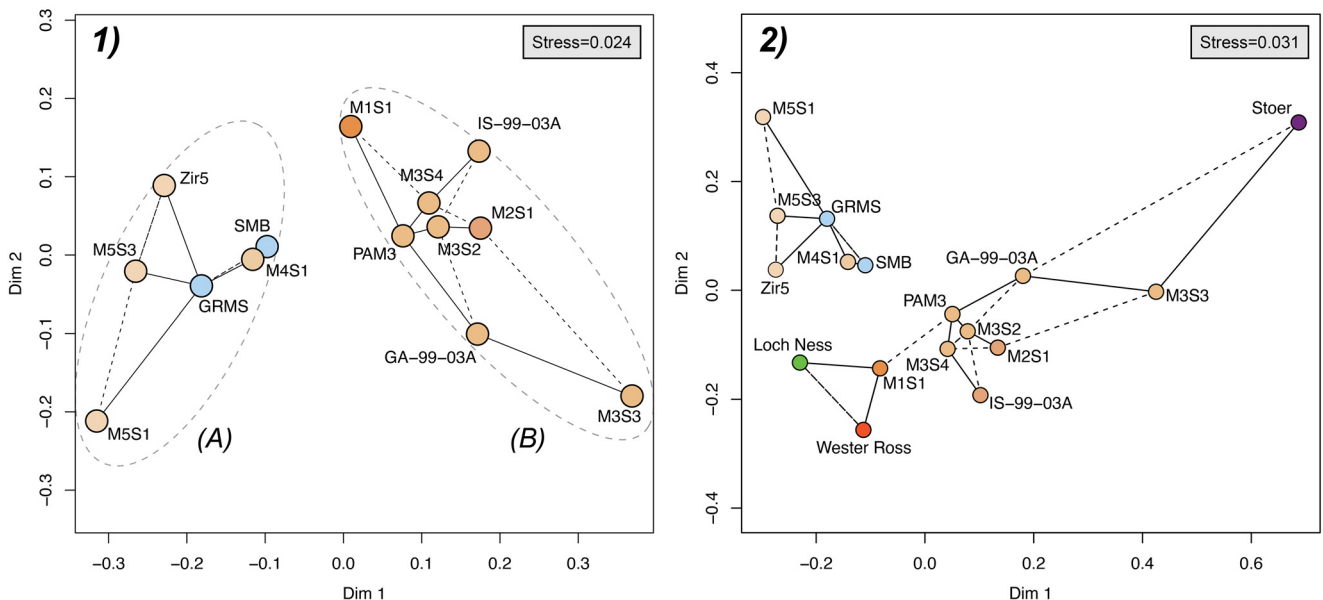 1)
Stress=0.024
0.3
0.2
0.1
0.0
−0.1
−0.2
−0.3
Dim 2
M1S1
IS−99−03A
Zir5
M3S4
M2S1
SMB
M5S3
PAM3
M3S2
M4S1
GRMS
GA−99−03A
M3S3
M5S1
(A)
(B)
−0.3
−0.2
−0.1
0.0
0.1
0.2
0.3
Dim 1
2)
Stress=0.031
0.4
0.2
0.0
−0.2
−0.4
Dim 2
M5S1
Stoer
M5S3
GRMS
M4S1
SMB
GA−99−03A
Zir5
M3S3
PAM3
M3S2
Loch Ness
M3S4
M2S1
M1S1
IS−99−03A
Wester Ross
−0.2
0.0
0.2
0.4
0.6
Dim 1